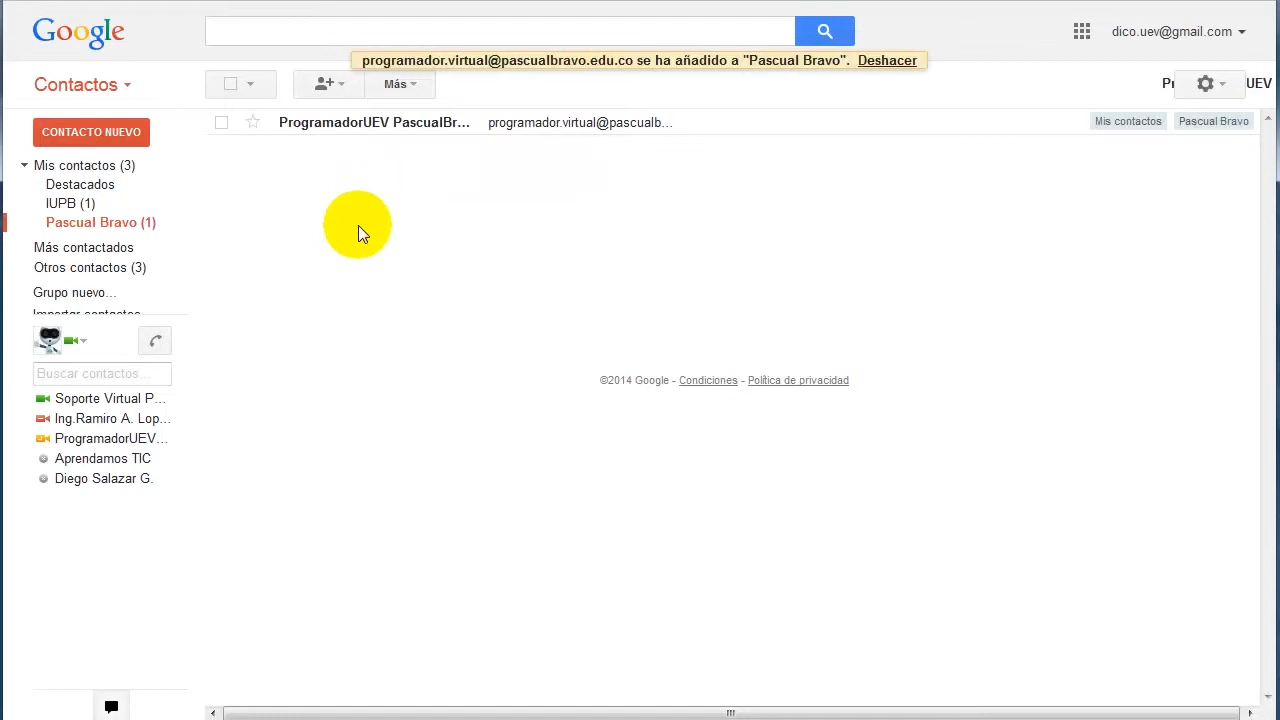 Google
dico.uev@gmail.com
programador.virtual@pascualbravo.edu.co se ha añadido a "Pascual Bravo". Deshacer
Contactos
Más
UEV
CONTACTO NUEVO
ProgramadorUEV PascualBr... programador.virtual@pascualb... Mis contactos Pascual Bravo
Mis contactos (3)
Destacados
IUPB (1)
Pascual Bravo (1)
Más contactados
Otros contactos (3)
Grupo nuevo...
Importar contactos
Buscar contactos...
©2014 Google - Condiciones - Política de privacidad
Soporte Virtual P...
Ing.Ramiro A. Lop...
ProgramadorUEV...
Aprendamos TIC
Diego Salazar G.